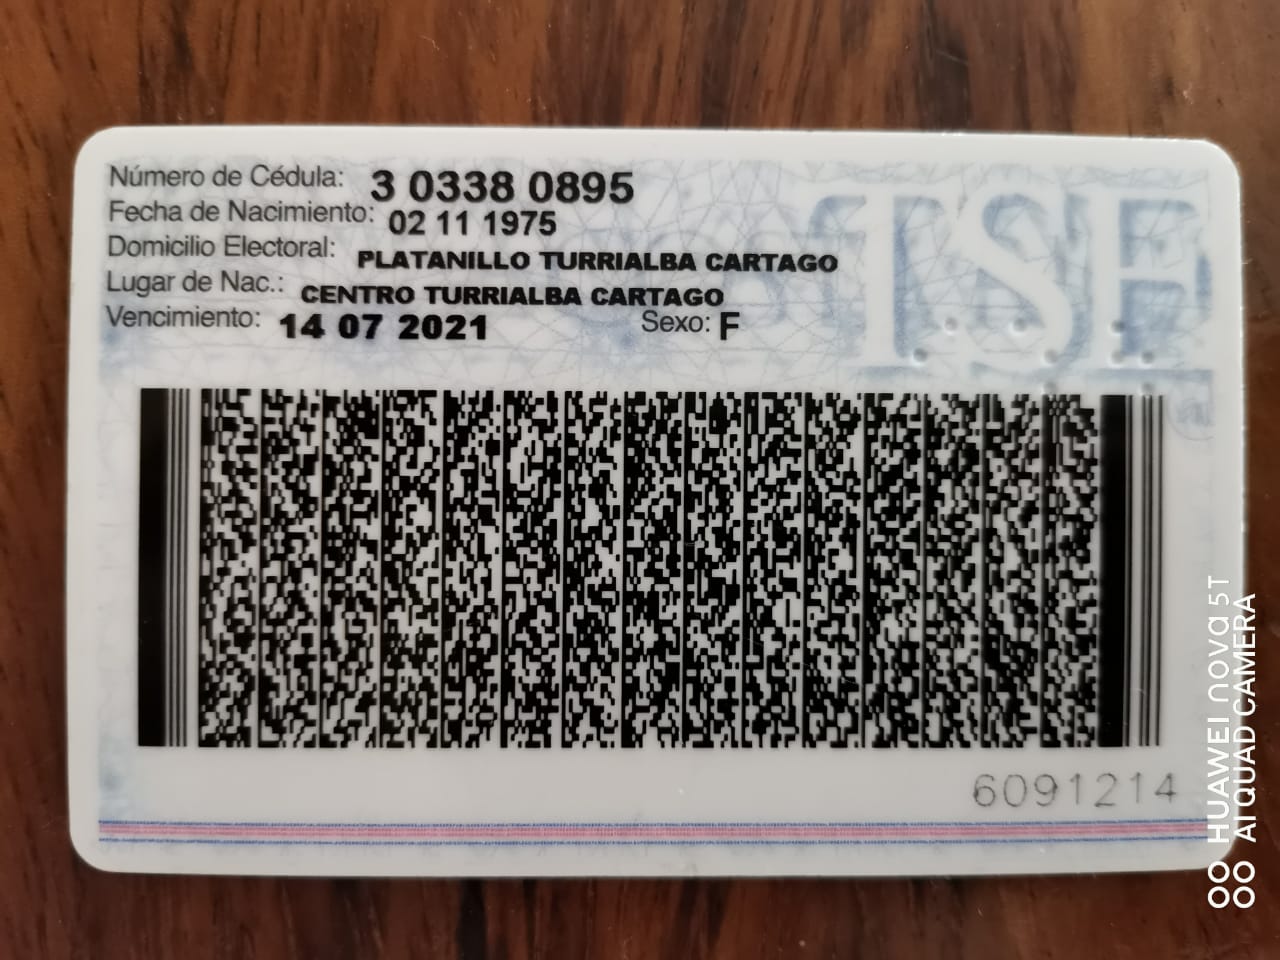 Número de Cédula: 3 0338 0895
Fecha de Nacimiento: 02 11 1975
Domicilio Electoral: PLATANILLO TURRIALBA CARTAGO
Lugar de Nac.: CENTRO TURRIALBA CARTAGO
Vencimiento: 14 07 2021 Sexo: F
TSE
6091214
HUAWEI nova 5T
AI QUAD CAMERA